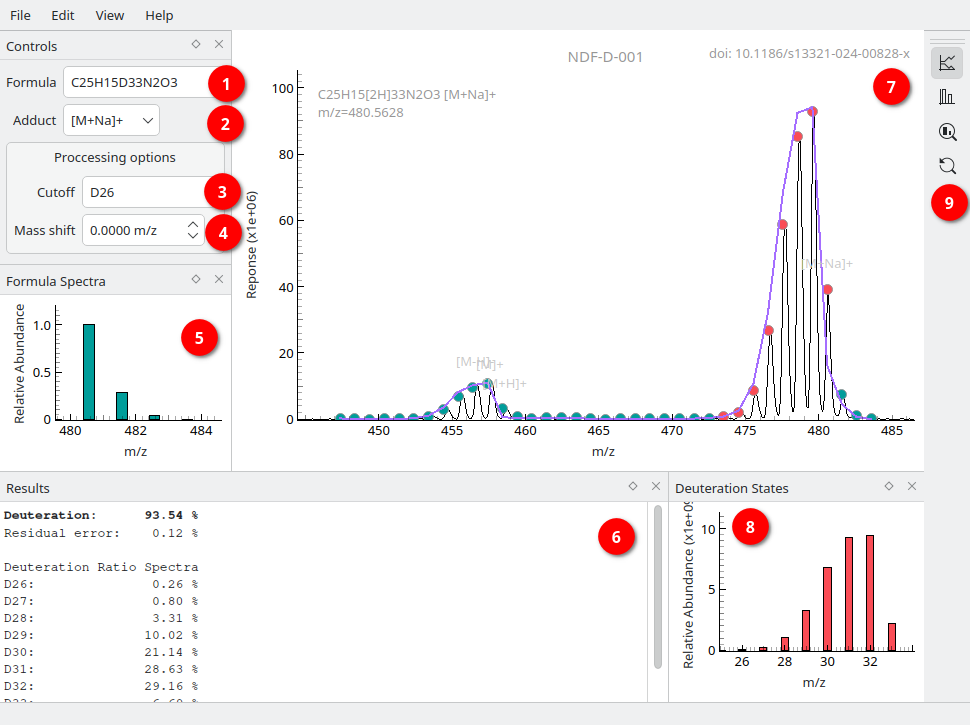 File Edit View Help
Controls
Formula C25H15D33N2O3 1
Adduct [M+Na]+ 2
Proccessing options
Cutoff D26 3
Mass shift 0.0000 m/z 4
Formula Spectra
Relative Abundance
1.0
0.5
0
480 482 484
m/z
5
NDF-D-001
doi: 10.1186/s13321-024-00828-x
7
C25H15[2H]33N2O3 [M+Na]+
m/z=480.5628
Reponse (x1e+06)
100
80
60
40
20
0
[M+Na]+
[M-H]+
[M]+
[M+H]+
450 455 460 465 470 475 480 485
m/z
9
Results
6
Deuteration: 93.54 %
Residual error: 0.12 %
Deuteration Ratio Spectra
D26: 0.26 %
D27: 0.80 %
D28: 3.31 %
D29: 10.02 %
D30: 21.14 %
D31: 28.63 %
D32: 29.16 %
Deuteration States
8
Relative Abundance (x1e+0
10
5
0
26 28 30 32
m/z